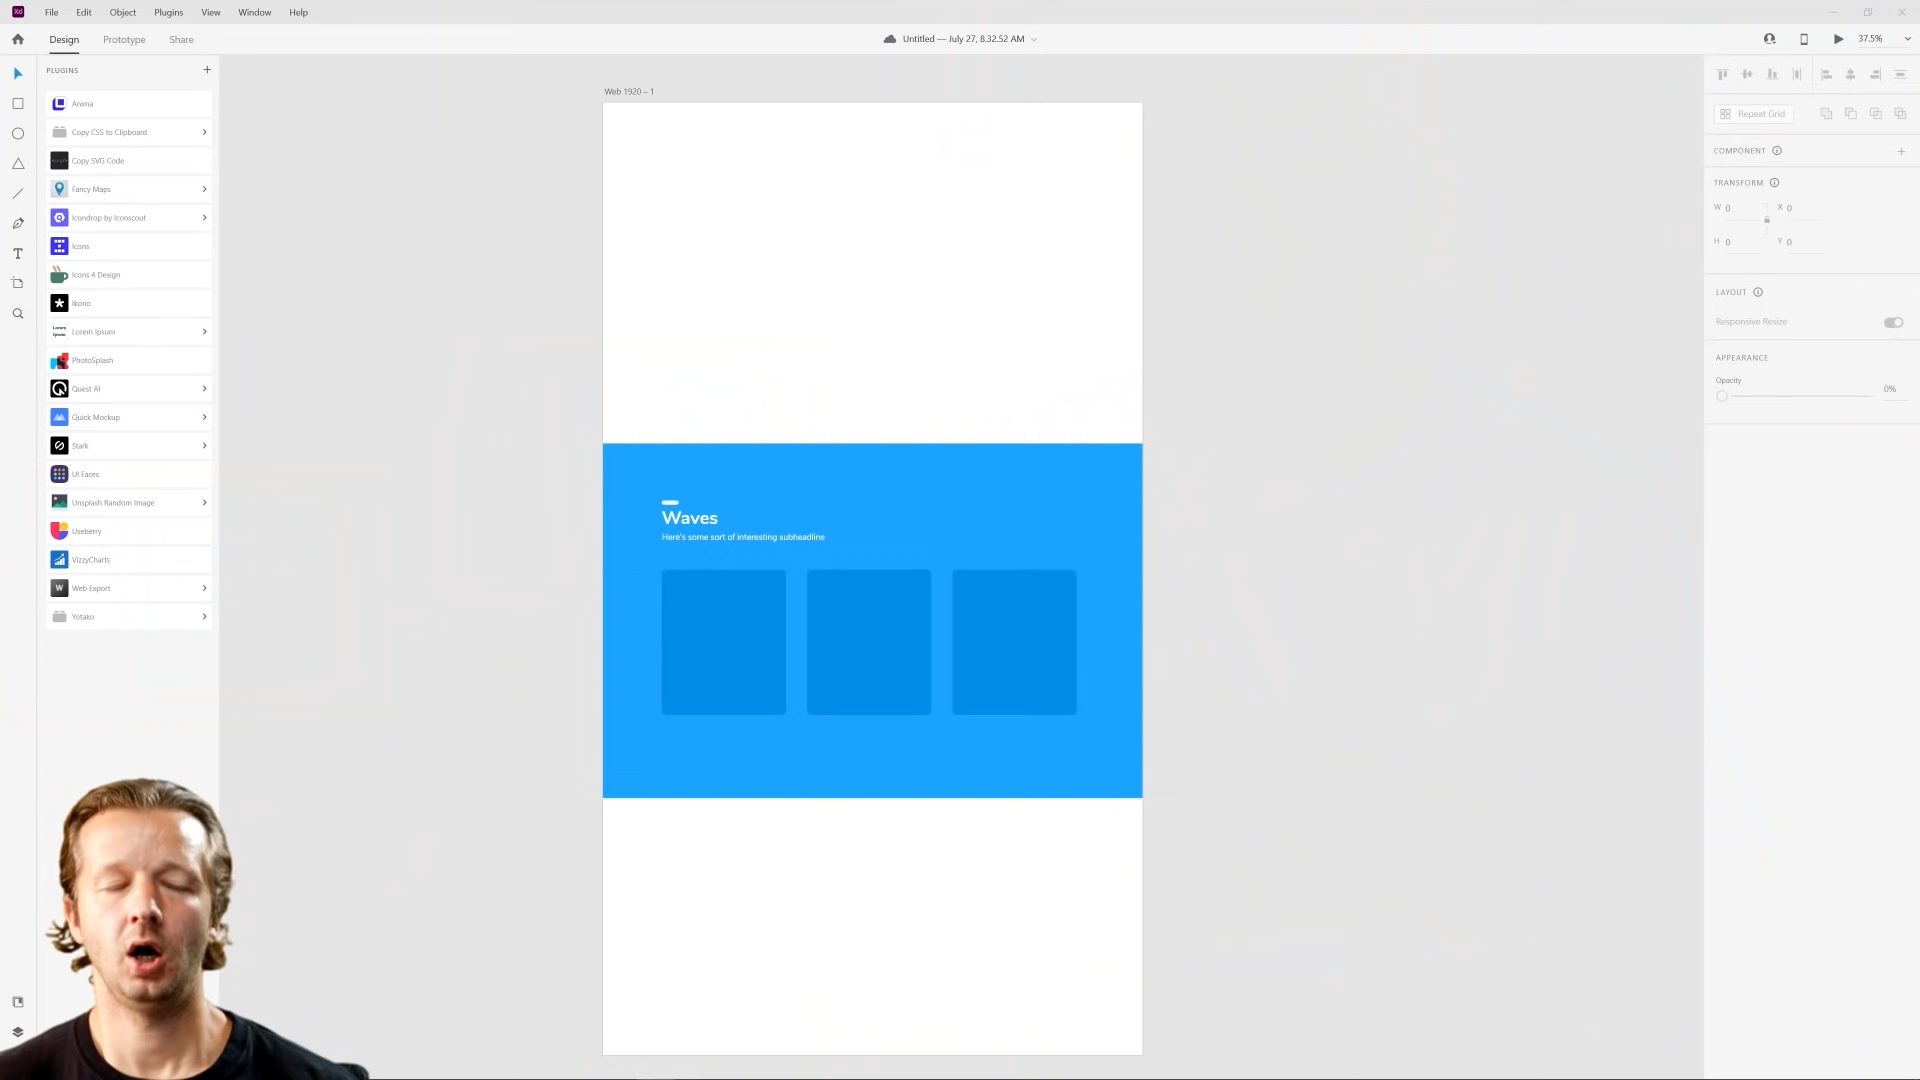 Xd File Edit Object Plugins View Window Help
Design Prototype Share
Untitled — July 27, 8.32.52 AM
37.5%
PLUGINS
Anima
Copy CSS to Clipboard
Copy SVG Code
Fancy Maps
Icondrop by Iconscout
Icons
Icons 4 Design
Ikono
Lorem Ipsum
Lorem Ipsum
PhotoSplash
Quest AI
Quick Mockup
Stark
UI Faces
Unsplash Random Image
Useberry
VizzyCharts
W Web Export
Yotako
Web 1920 – 1
Waves
Here's some sort of interesting subheadline
Repeat Grid
COMPONENT
TRANSFORM
W 0 X 0
H 0 Y 0
LAYOUT
Responsive Resize
APPEARANCE
Opacity
0%